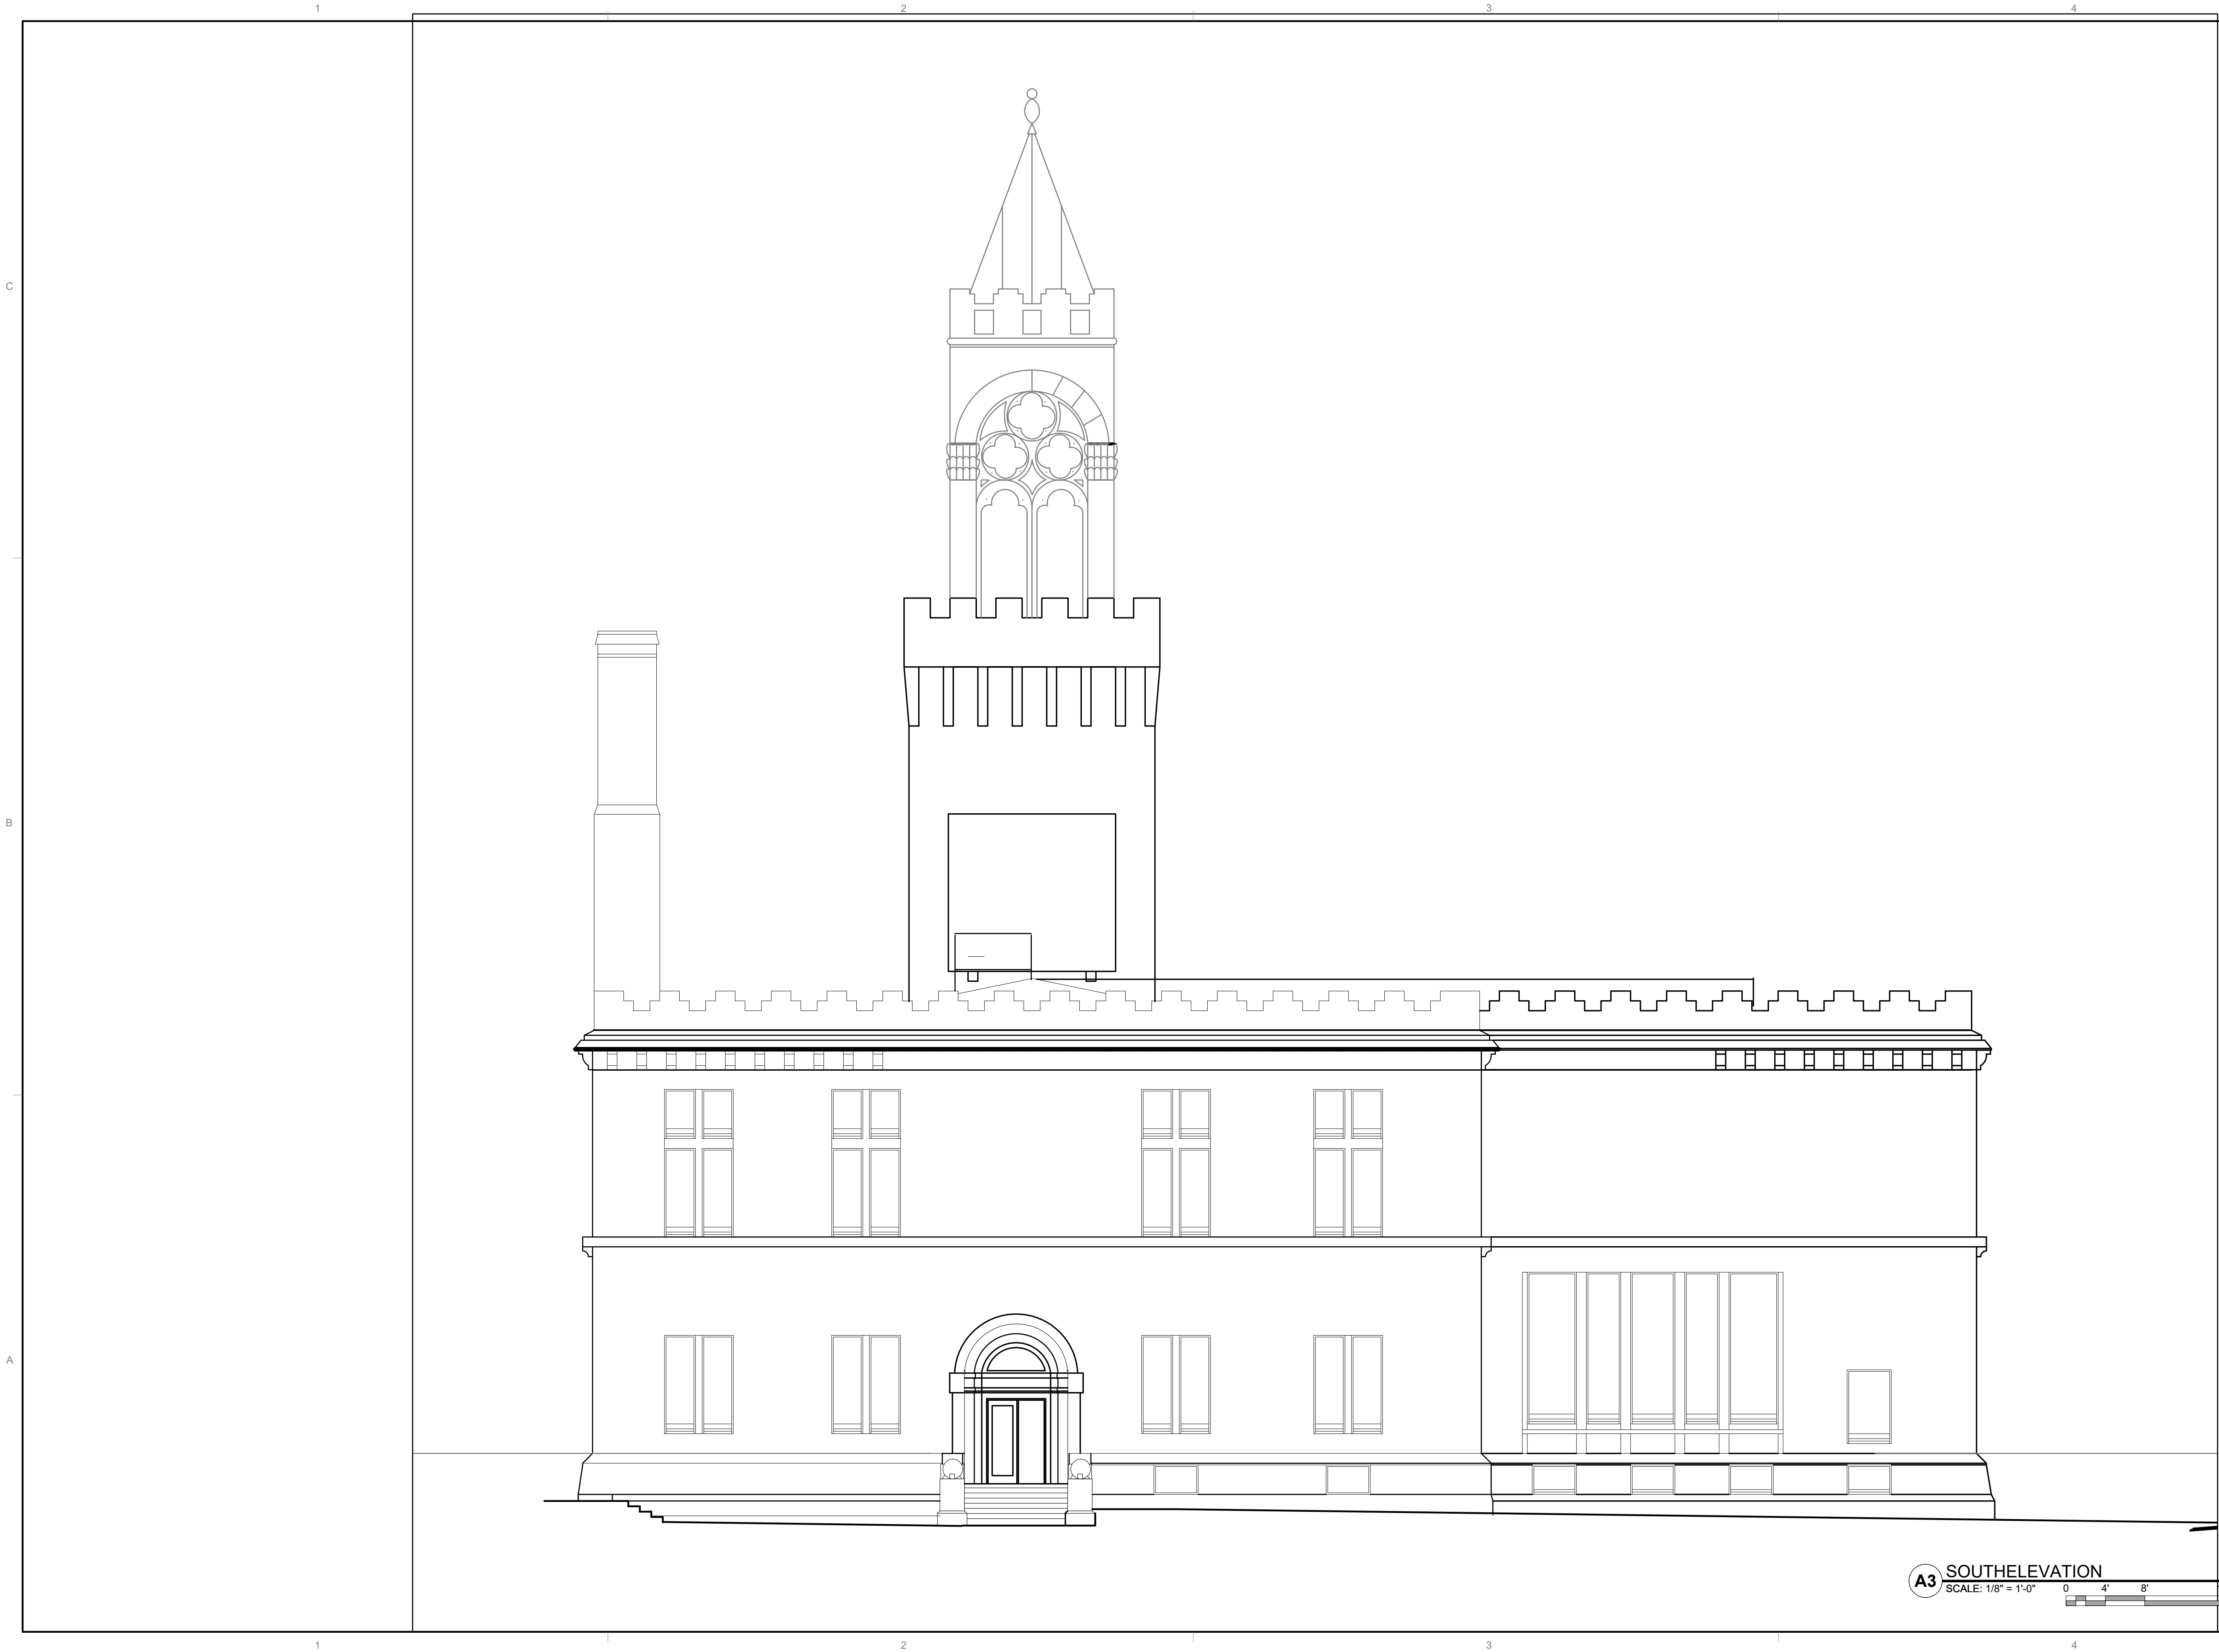 1 2 3 4
C
B
A
A3 SOUTHELEVATION
SCALE: 1/8" = 1'-0" 0 4' 8'
1 2 3 4